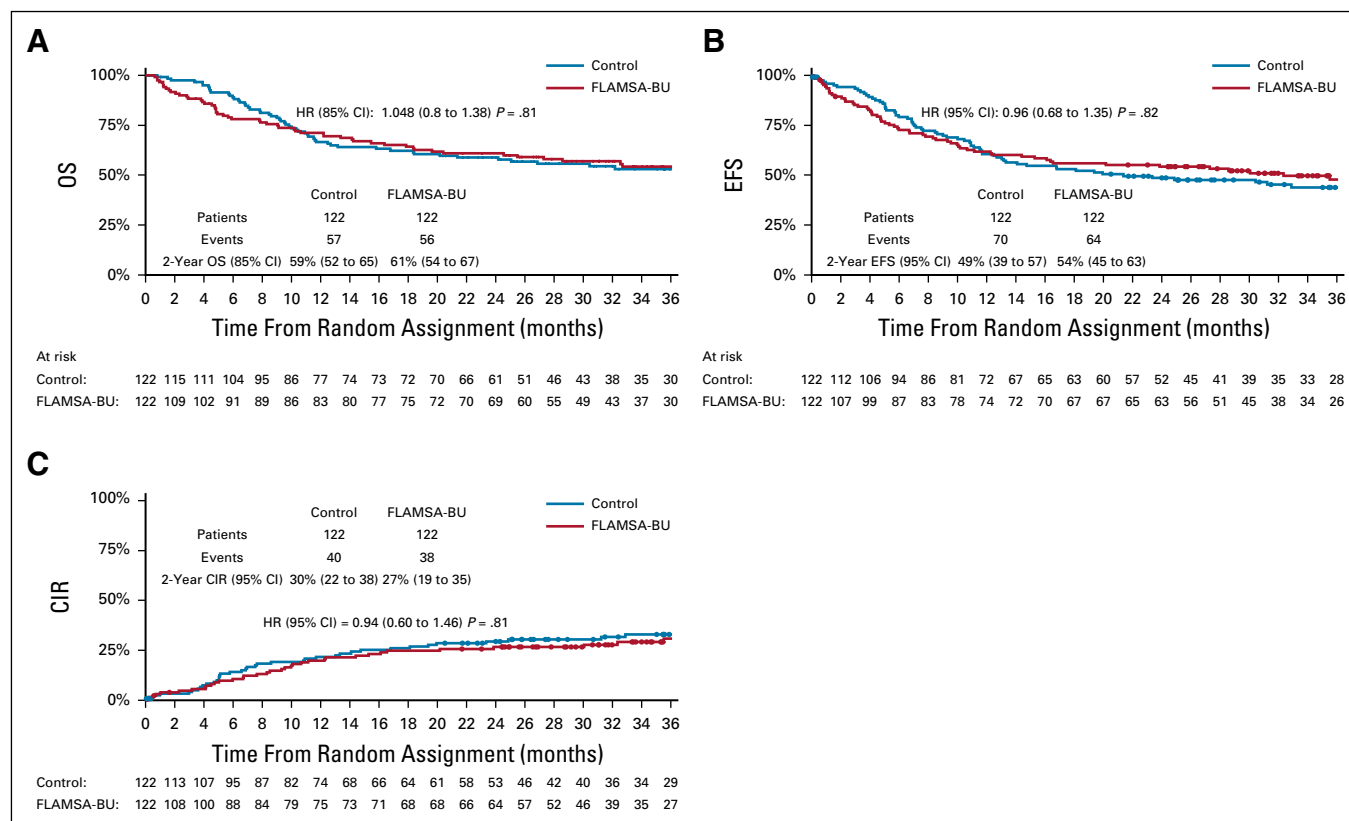 A
100%
75%
50%
25%
0%
OS
Control
FLAMSA-BU
HR (85% CI): 1.048 (0.8 to 1.38) P = .81
Control FLAMSA-BU
Patients 122 122
Events 57 56
2-Year OS (85% CI) 59% (52 to 65) 61% (54 to 67)
0 2 4 6 8 10 12 14 16 18 20 22 24 26 28 30 32 34 36
Time From Random Assignment (months)
At risk
Control: 122 115 111 104 95 86 77 74 73 72 70 66 61 51 46 43 38 35 30
FLAMSA-BU: 122 109 102 91 89 86 83 80 77 75 72 70 69 60 55 49 43 37 30
B
100%
75%
50%
25%
0%
EFS
Control
FLAMSA-BU
HR (95% CI): 0.96 (0.68 to 1.35) P = .82
Control FLAMSA-BU
Patients 122 122
Events 70 64
2-Year EFS (95% CI) 49% (39 to 57) 54% (45 to 63)
0 2 4 6 8 10 12 14 16 18 20 22 24 26 28 30 32 34 36
Time From Random Assignment (months)
At risk
Control: 122 112 106 94 86 81 72 67 65 63 60 57 52 45 41 39 35 33 28
FLAMSA-BU: 122 107 99 87 83 78 74 72 70 67 67 65 63 56 51 45 38 34 26
C
100%
75%
50%
25%
0%
CIR
Control
FLAMSA-BU
Control FLAMSA-BU
Patients 122 122
Events 40 38
2-Year CIR (95% CI) 30% (22 to 38) 27% (19 to 35)
HR (95% CI) = 0.94 (0.60 to 1.46) P = .81
0 2 4 6 8 10 12 14 16 18 20 22 24 26 28 30 32 34 36
Time From Random Assignment (months)
Control: 122 113 107 95 87 82 74 68 66 64 61 58 53 46 42 40 36 34 29
FLAMSA-BU: 122 108 100 88 84 79 75 73 71 68 68 66 64 57 52 46 39 35 27